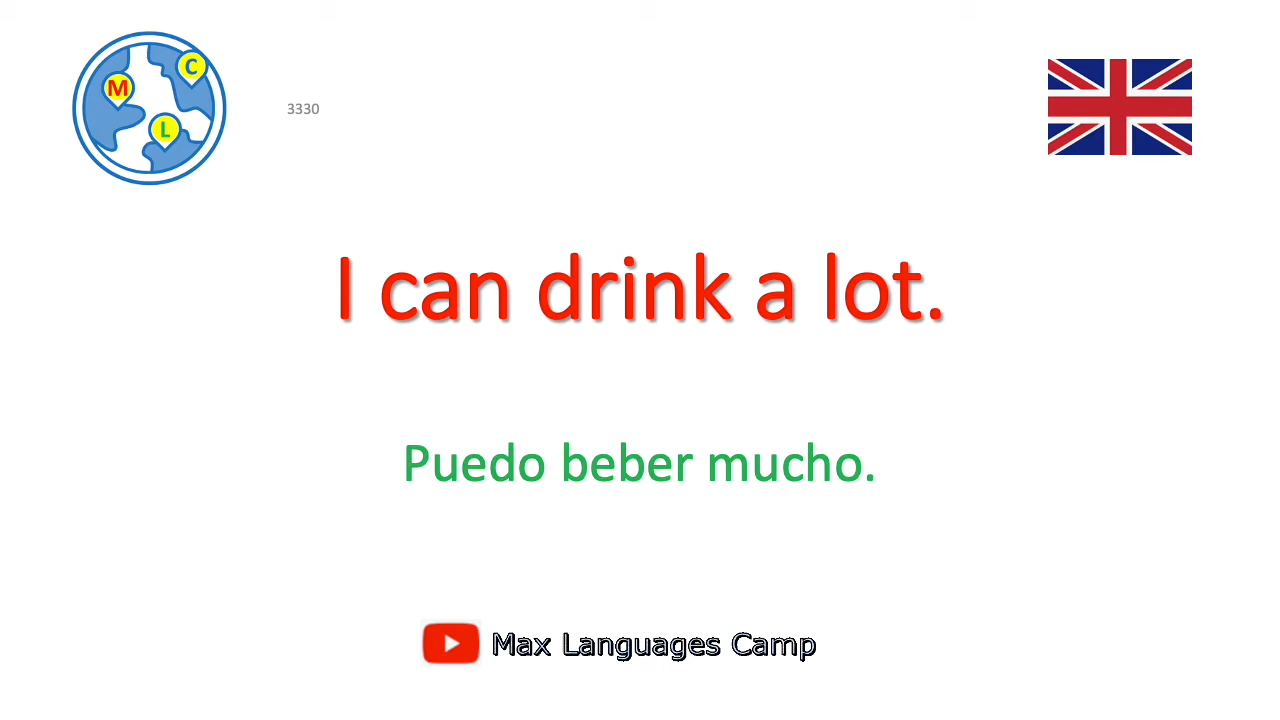 C
M
L
3330
I can drink a lot.
Puedo beber mucho.
Max Languages Camp